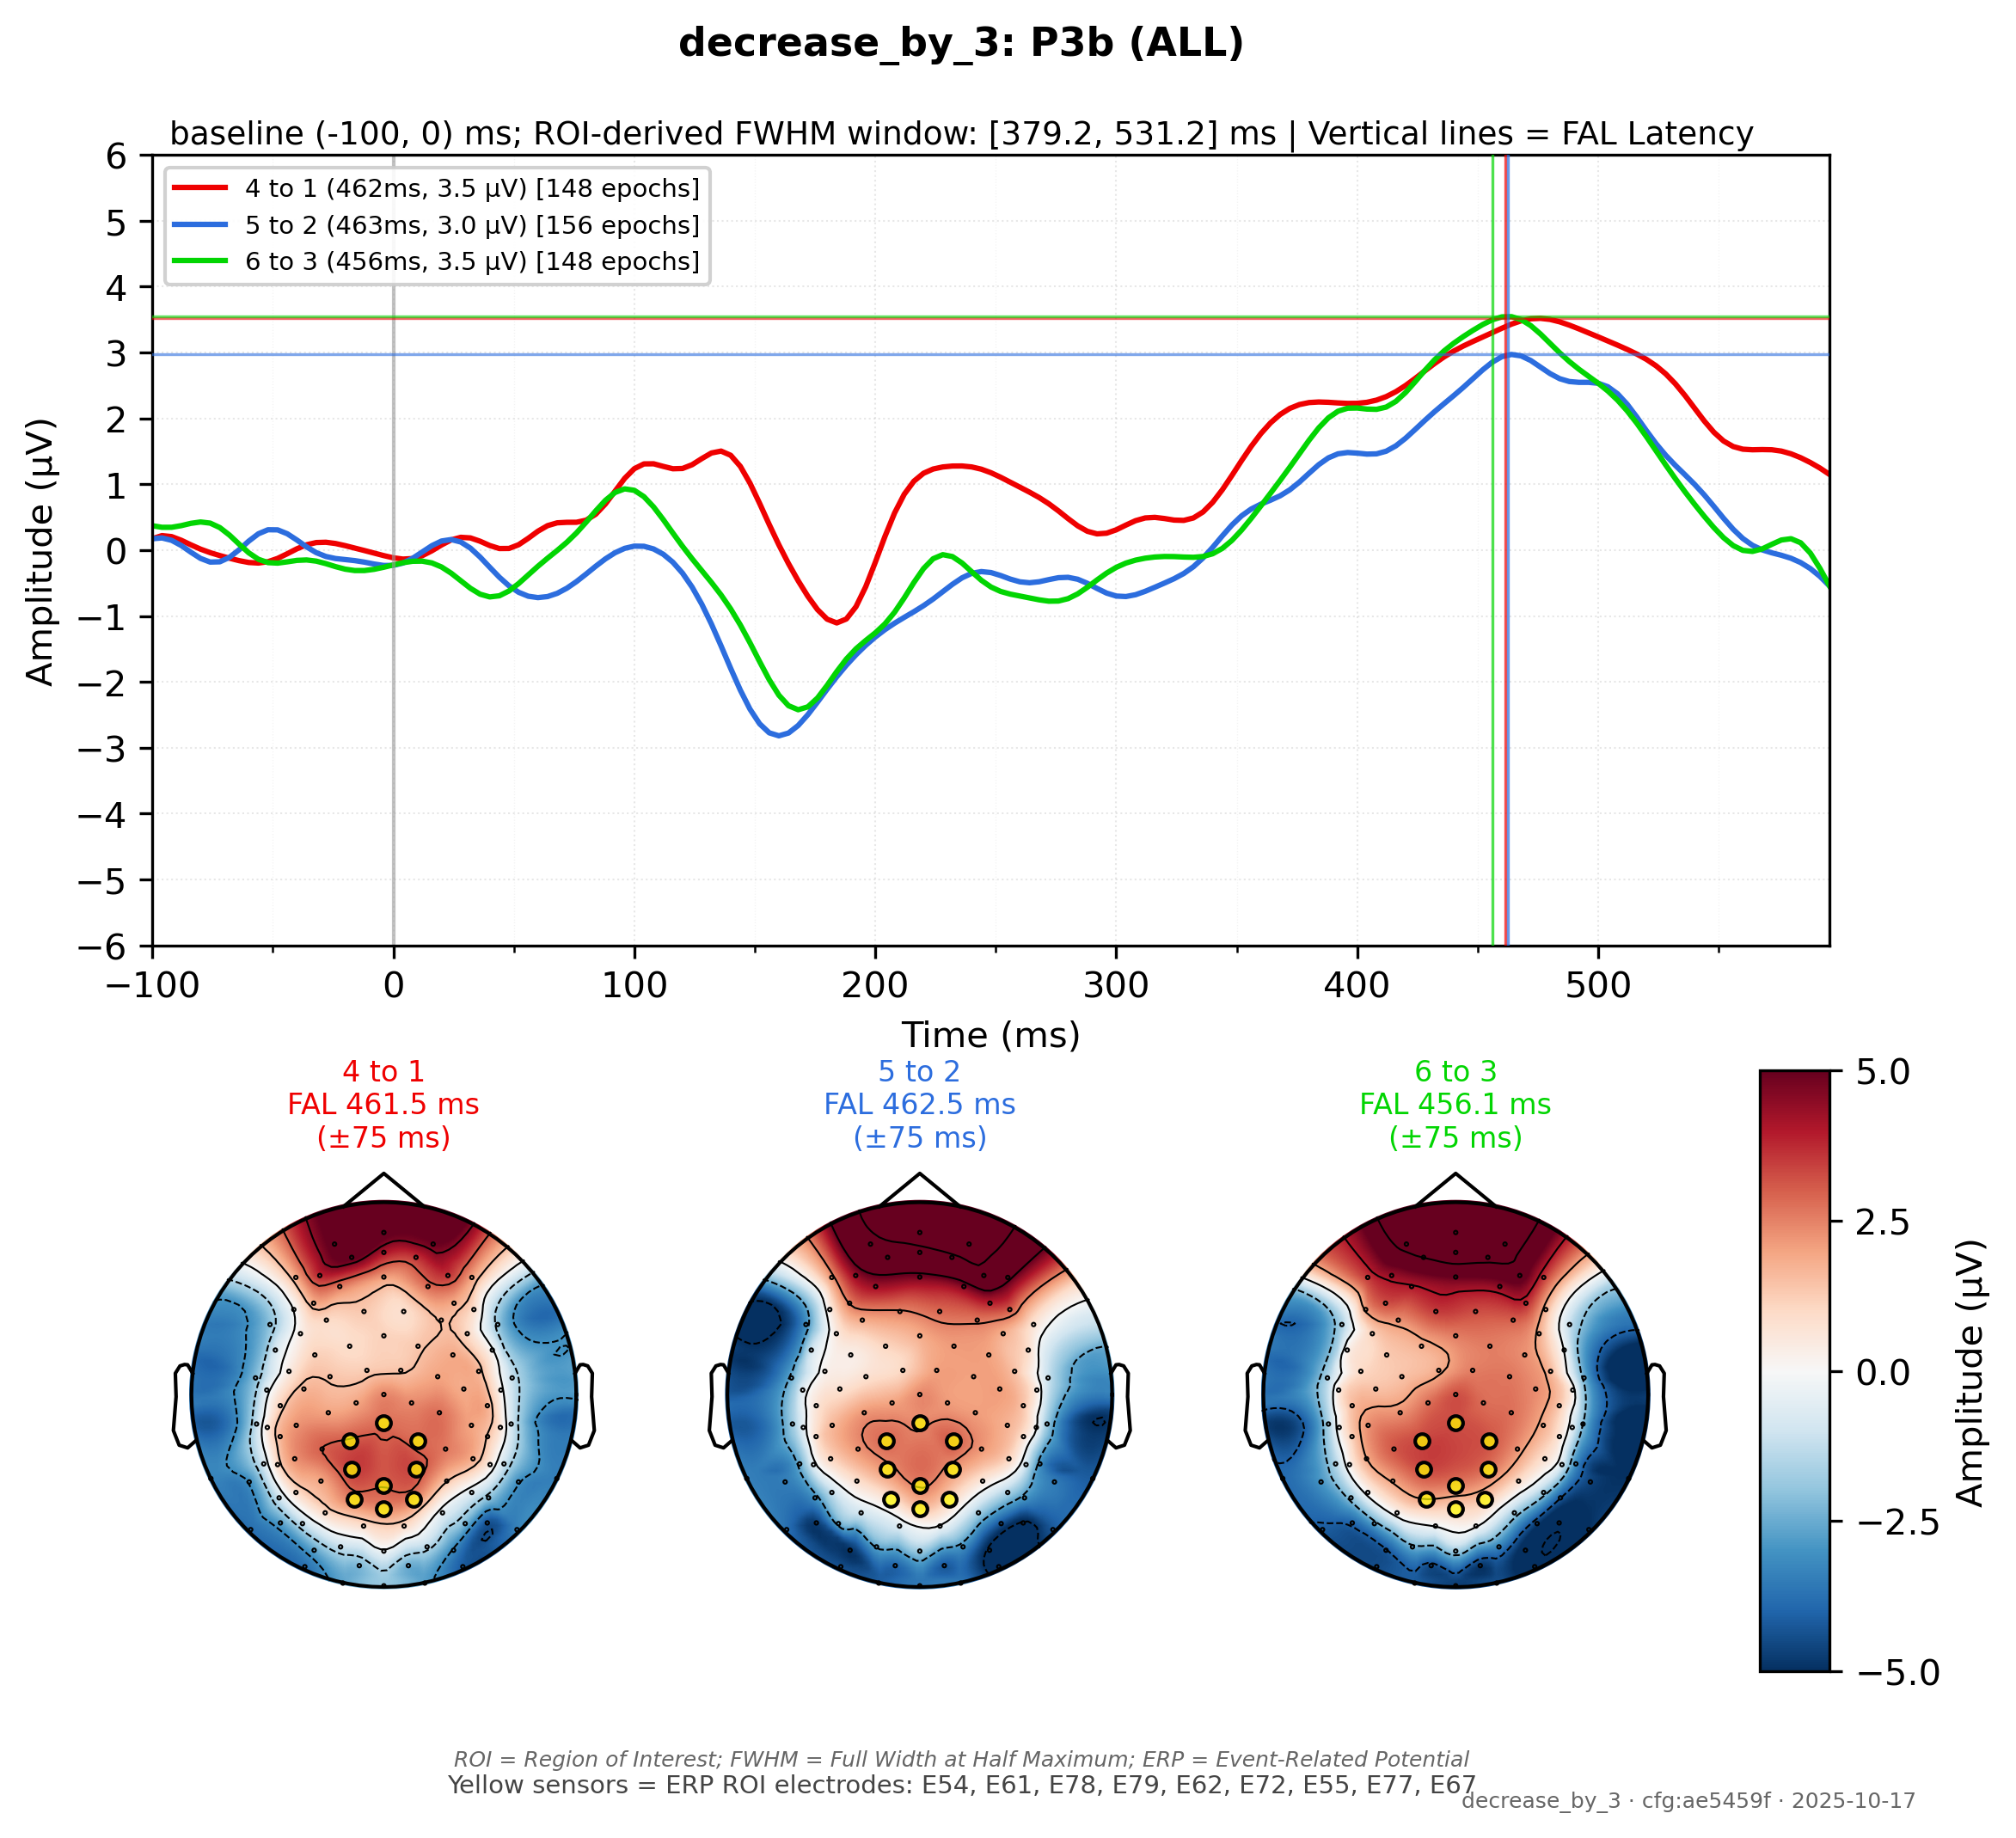 decrease_by_3: P3b (ALL)
baseline (-100, 0) ms; ROI-derived FWHM window: [379.2, 531.2] ms | Vertical lines = FAL Latency
4 to 1 (462ms, 3.5 µV) [148 epochs]
5 to 2 (463ms, 3.0 µV) [156 epochs]
6 to 3 (456ms, 3.5 µV) [148 epochs]
Amplitude (µV)
6
5
4
3
2
1
0
−1
−2
−3
−4
−5
−6
−100 0 100 200 300 400 500
Time (ms)
4 to 1
FAL 461.5 ms
(±75 ms)
5 to 2
FAL 462.5 ms
(±75 ms)
6 to 3
FAL 456.1 ms
(±75 ms)
5.0
2.5
0.0
−2.5
−5.0
Amplitude (µV)
ROI = Region of Interest; FWHM = Full Width at Half Maximum; ERP = Event-Related Potential
Yellow sensors = ERP ROI electrodes: E54, E61, E78, E79, E62, E72, E55, E77, E67
decrease_by_3 · cfg:ae5459f · 2025-10-17